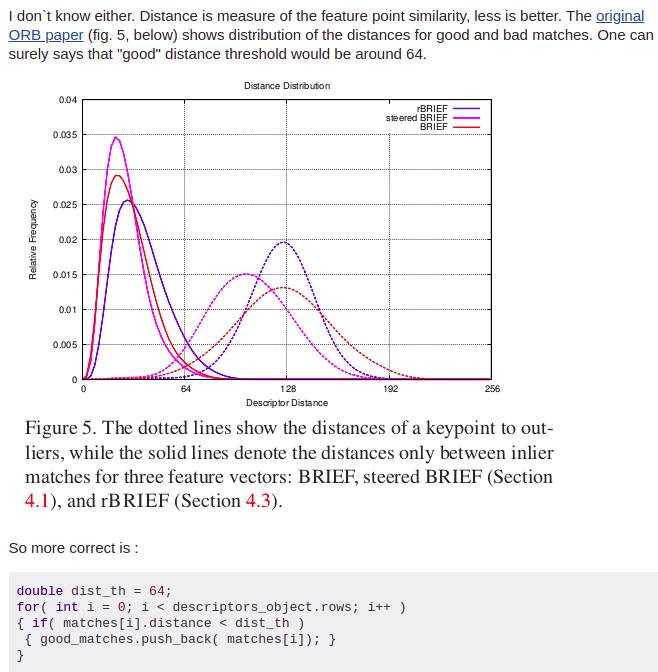 I don`t know either. Distance is measure of the feature point similarity, less is better. The original
ORB paper (fig. 5, below) shows distribution of the distances for good and bad matches. One can
surely says that "good" distance threshold would be around 64.
Distance Distribution
0.04
0.035
0.03
0.025
0.02
0.015
0.01
0.005
0
Relative Frequency
rBRIEF
steered BRIEF
BRIEF
0 64 128 192 256
Descriptor Distance
Figure 5. The dotted lines show the distances of a keypoint to out-
liers, while the solid lines denote the distances only between inlier
matches for three feature vectors: BRIEF, steered BRIEF (Section
4.1), and rBRIEF (Section 4.3).
So more correct is :
double dist_th = 64;
for( int i = 0; i < descriptors_object.rows; i++ )
{ if( matches[i].distance < dist_th )
 { good_matches.push_back( matches[i]); }
}